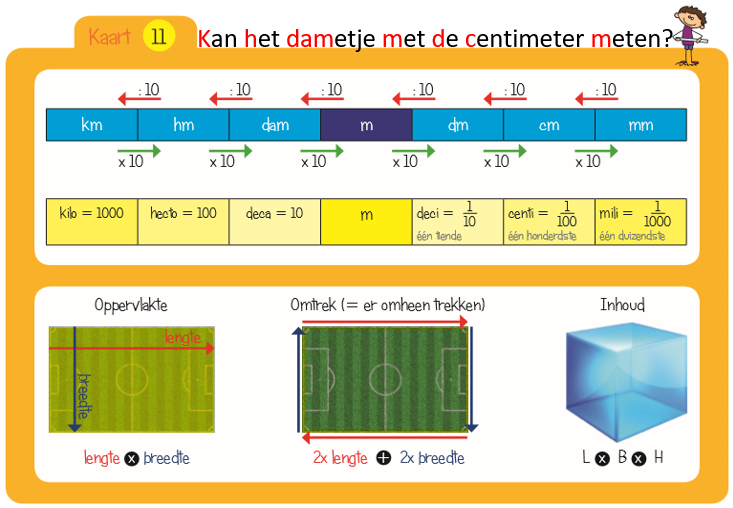 Kaart 11
Kan het dametje met de centimeter meten?
: 10 : 10 : 10 : 10 : 10 : 10
km hm dam m dm cm mm
x 10 x 10 x 10 x 10 x 10 x 10
kilo = 1000 hecto = 100 deca = 10 m deci = 1/10 centi = 1/100 mili = 1/1000
één tiende één honderdste één duizendste
Oppervlakte Omtrek (= er omheen trekken) Inhoud
lengte
breedte
lengte x breedte 2x lengte + 2x breedte L x B x H